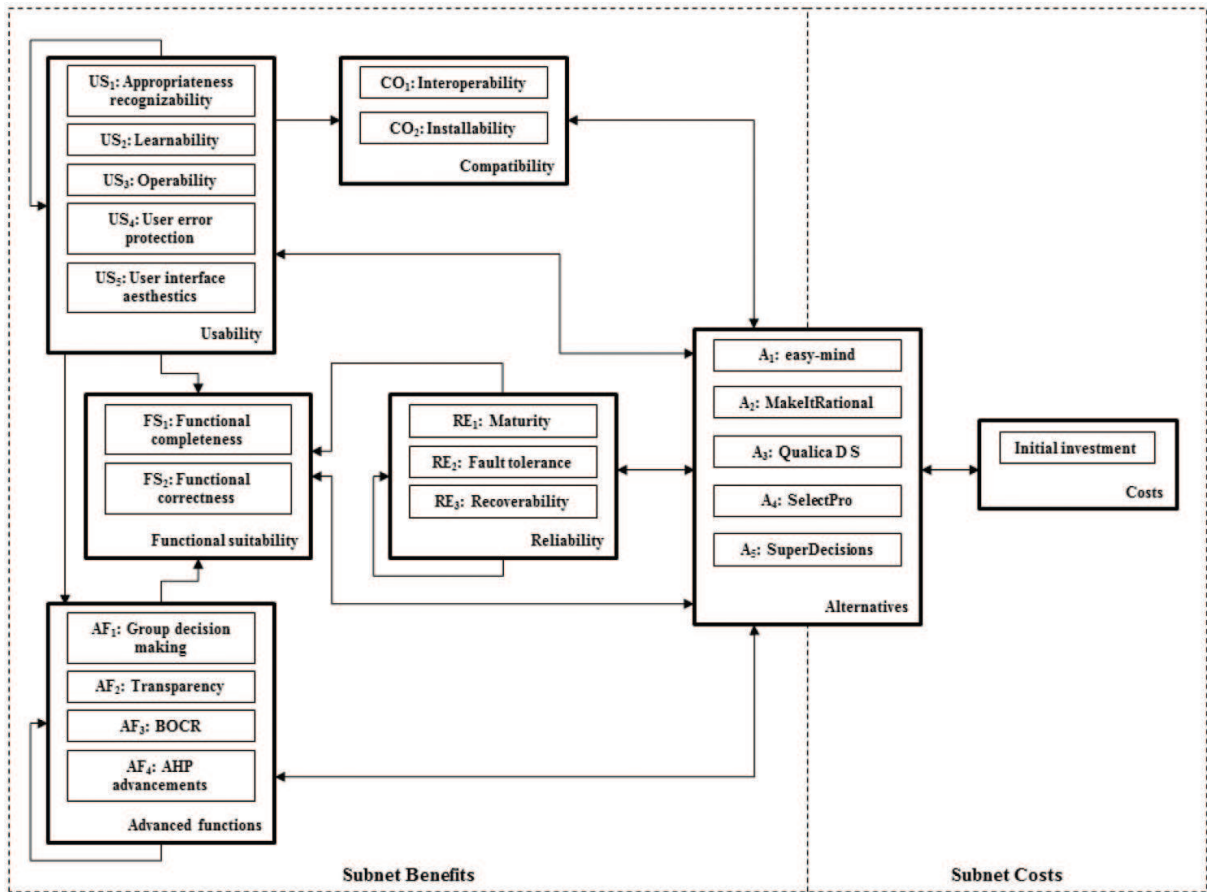 US₁: Appropriateness
recognizability
US₂: Learnability
US₃: Operability
US₄: User error
protection
US₅: User interface
aesthestics
Usability
CO₁: Interoperability
CO₂: Installability
Compatibility
FS₁: Functional
completeness
FS₂: Functional
correctness
Functional suitability
RE₁: Maturity
RE₂: Fault tolerance
RE₃: Recoverability
Reliability
A₁: easy-mind
A₂: MakeItRational
A₃: Qualica D S
A₄: SelectPro
A₅: SuperDecisions
Alternatives
Initial investment
Costs
AF₁: Group decision
making
AF₂: Transparency
AF₃: BOCR
AF₄: AHP
advancements
Advanced functions
Subnet Benefits
Subnet Costs